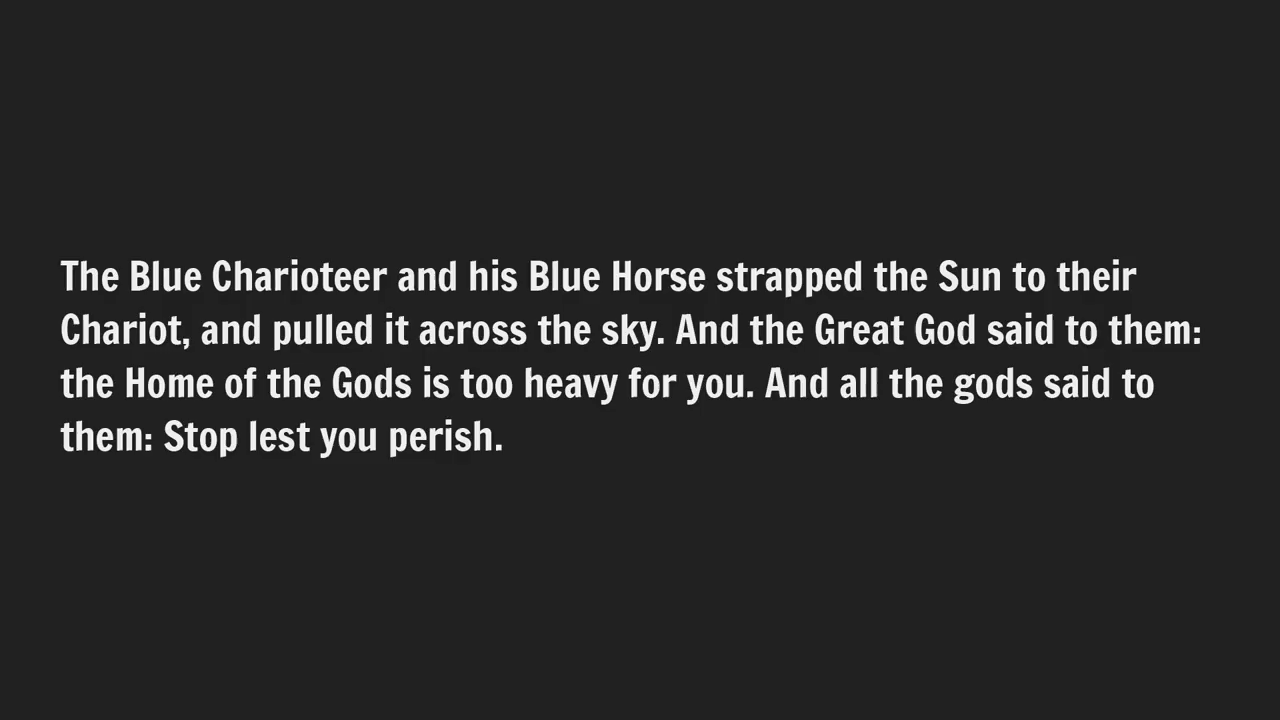 The Blue Charioteer and his Blue Horse strapped the Sun to their
Chariot, and pulled it across the sky. And the Great God said to them:
the Home of the Gods is too heavy for you. And all the gods said to
them: Stop lest you perish.